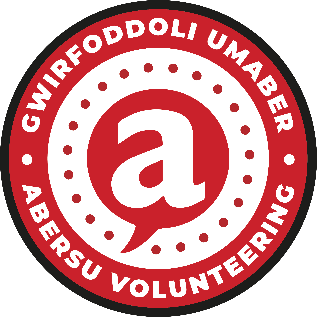 GWIRFODDOLI UMABER
a
ABERSU VOLUNTEERING